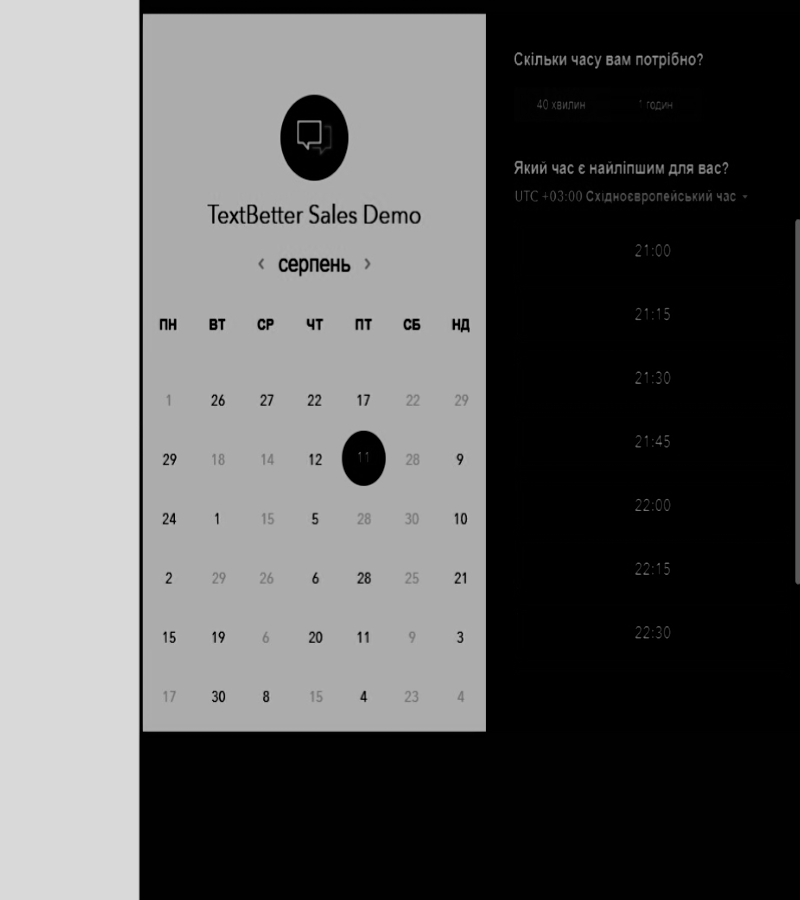 TextBetter Sales Demo
‹ серпень ›
ПН ВТ СР ЧТ ПТ СБ НД
1 26 27 22 17 22 29
29 18 14 12 11 28 9
24 1 15 5 28 30 10
2 29 26 6 28 25 21
15 19 6 20 11 9 3
17 30 8 15 4 23 4
Скільки часу вам потрібно?
40 хвилин 1 годин
Який час є найліпшим для вас?
UTC +03:00 Східноєвропейський час
21:00
21:15
21:30
21:45
22:00
22:15
22:30